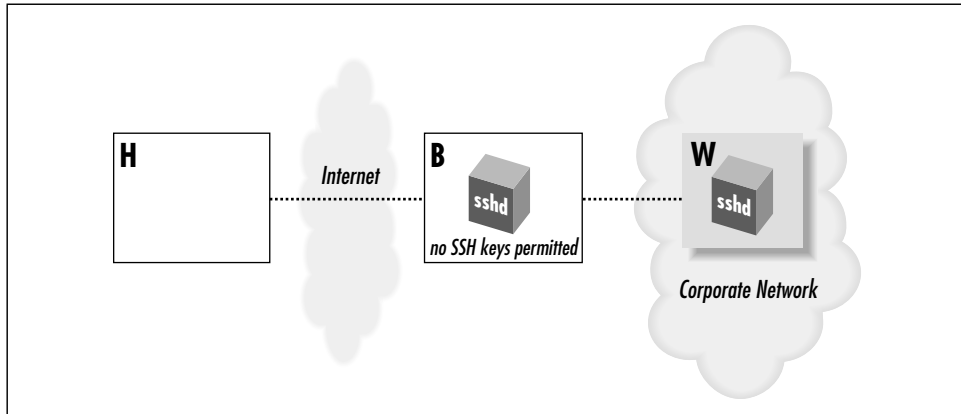 H
Internet
B
sshd
no SSH keys permitted
W
sshd
Corporate Network